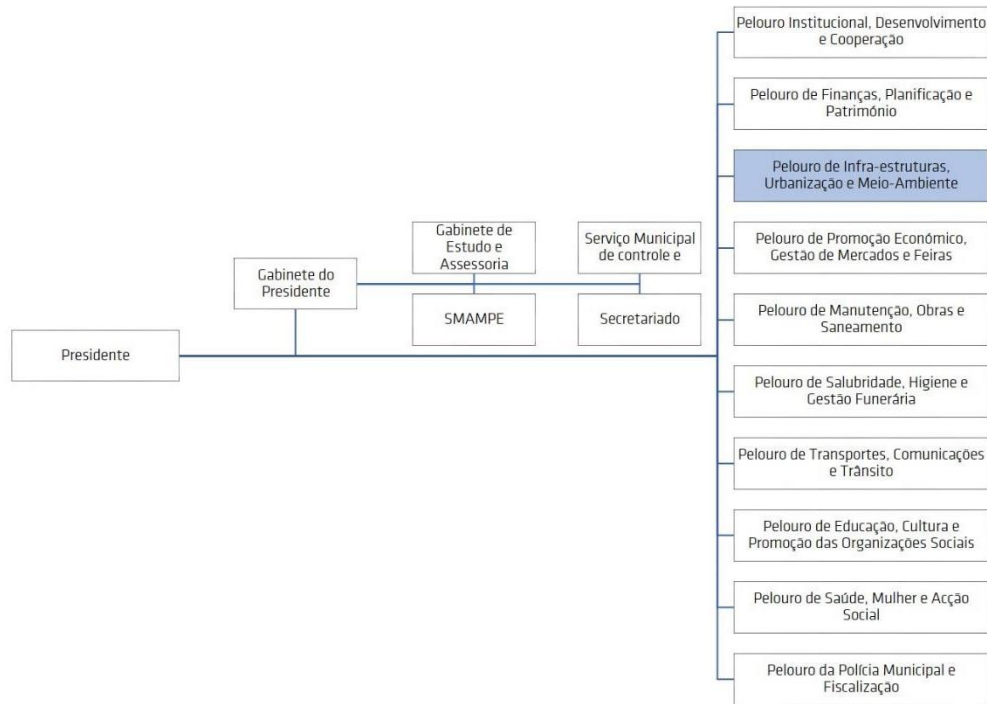 Pelouro Institucional, Desenvolvimento
e Cooperação
Pelouro de Finanças, Planificação e
Património
Pelouro de Infra-estruturas,
Urbanização e Meio-Ambiente
Gabinete de
Estudo e
Assessoria
Serviço Municipal
de controle e
Pelouro de Promoção Económico,
Gestão de Mercados e Feiras
Gabinete do
Presidente
SMAMPE
Secretariado
Pelouro de Manutenção, Obras e
Saneamento
Presidente
Pelouro de Salubridade, Higiene e
Gestão Funerária
Pelouro de Transportes, Comunicações
e Trânsito
Pelouro de Educação, Cultura e
Promoção das Organizações Sociais
Pelouro de Saúde, Mulher e Acção
Social
Pelouro da Polícia Municipal e
Fiscalização